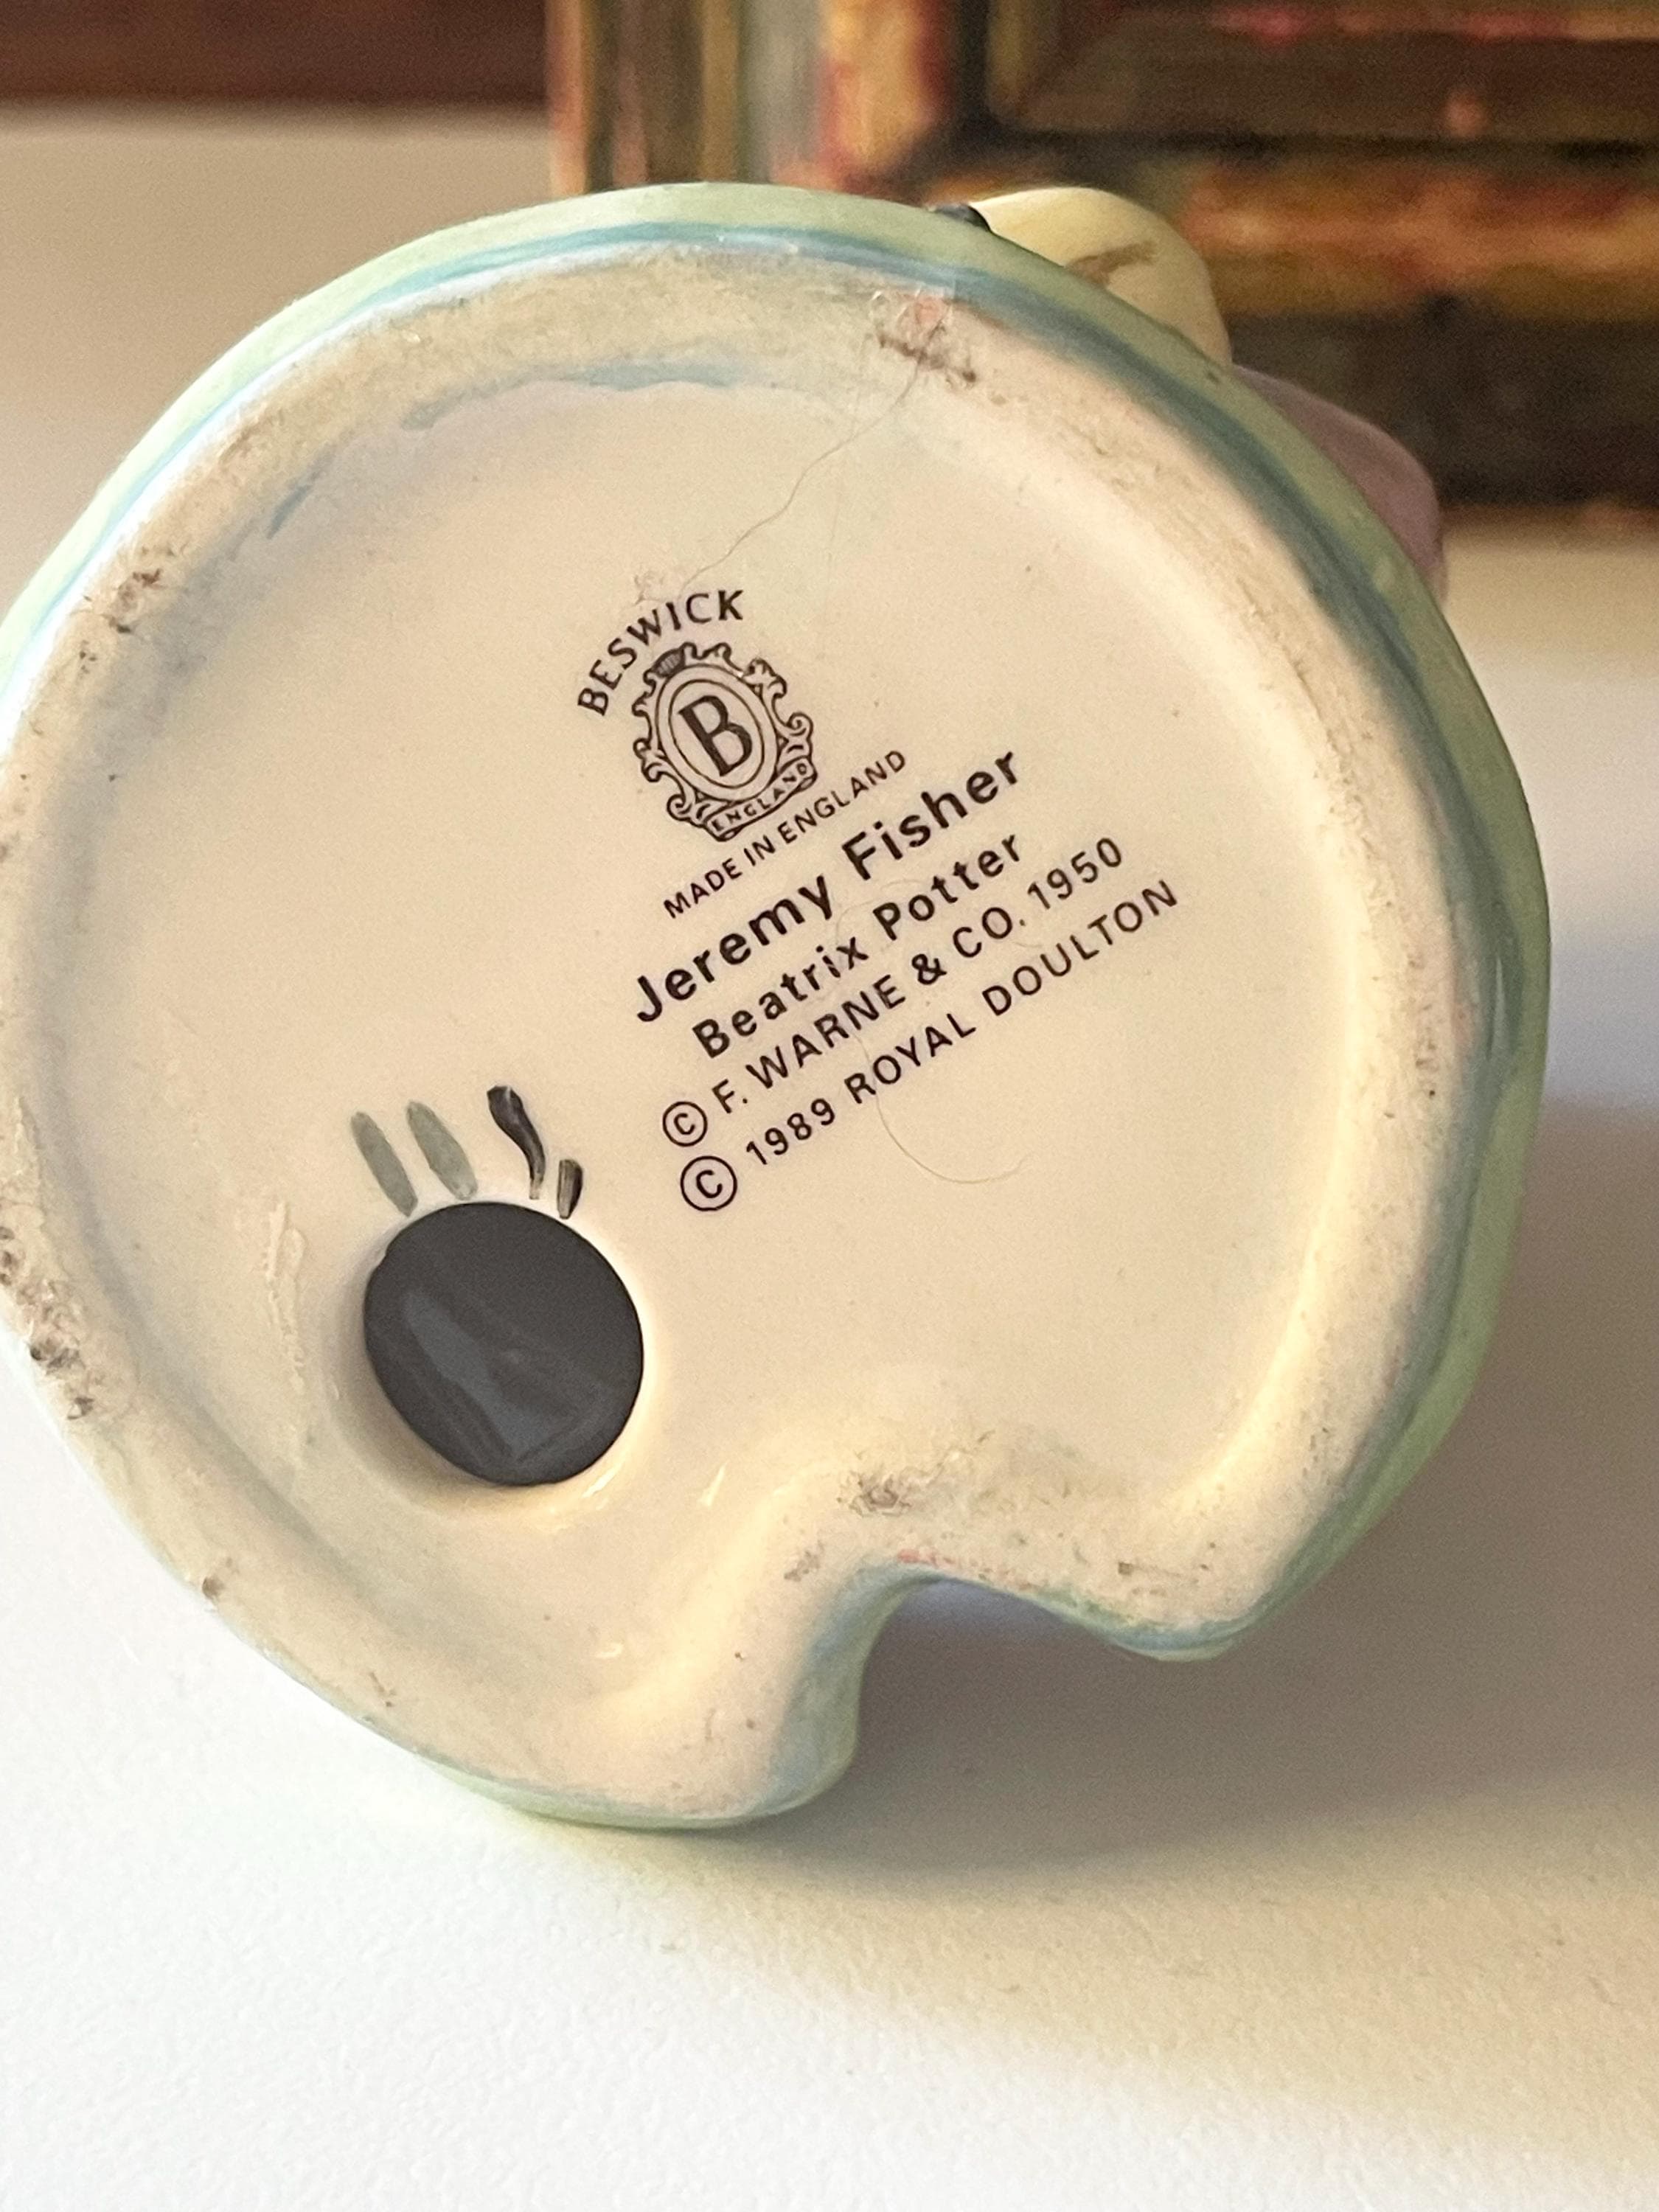 BESWICK
B
ENGLAND
MADE IN ENGLAND
Jeremy Fisher
Beatrix Potter
© F. WARNE & CO. 1950
© 1989 ROYAL DOULTON